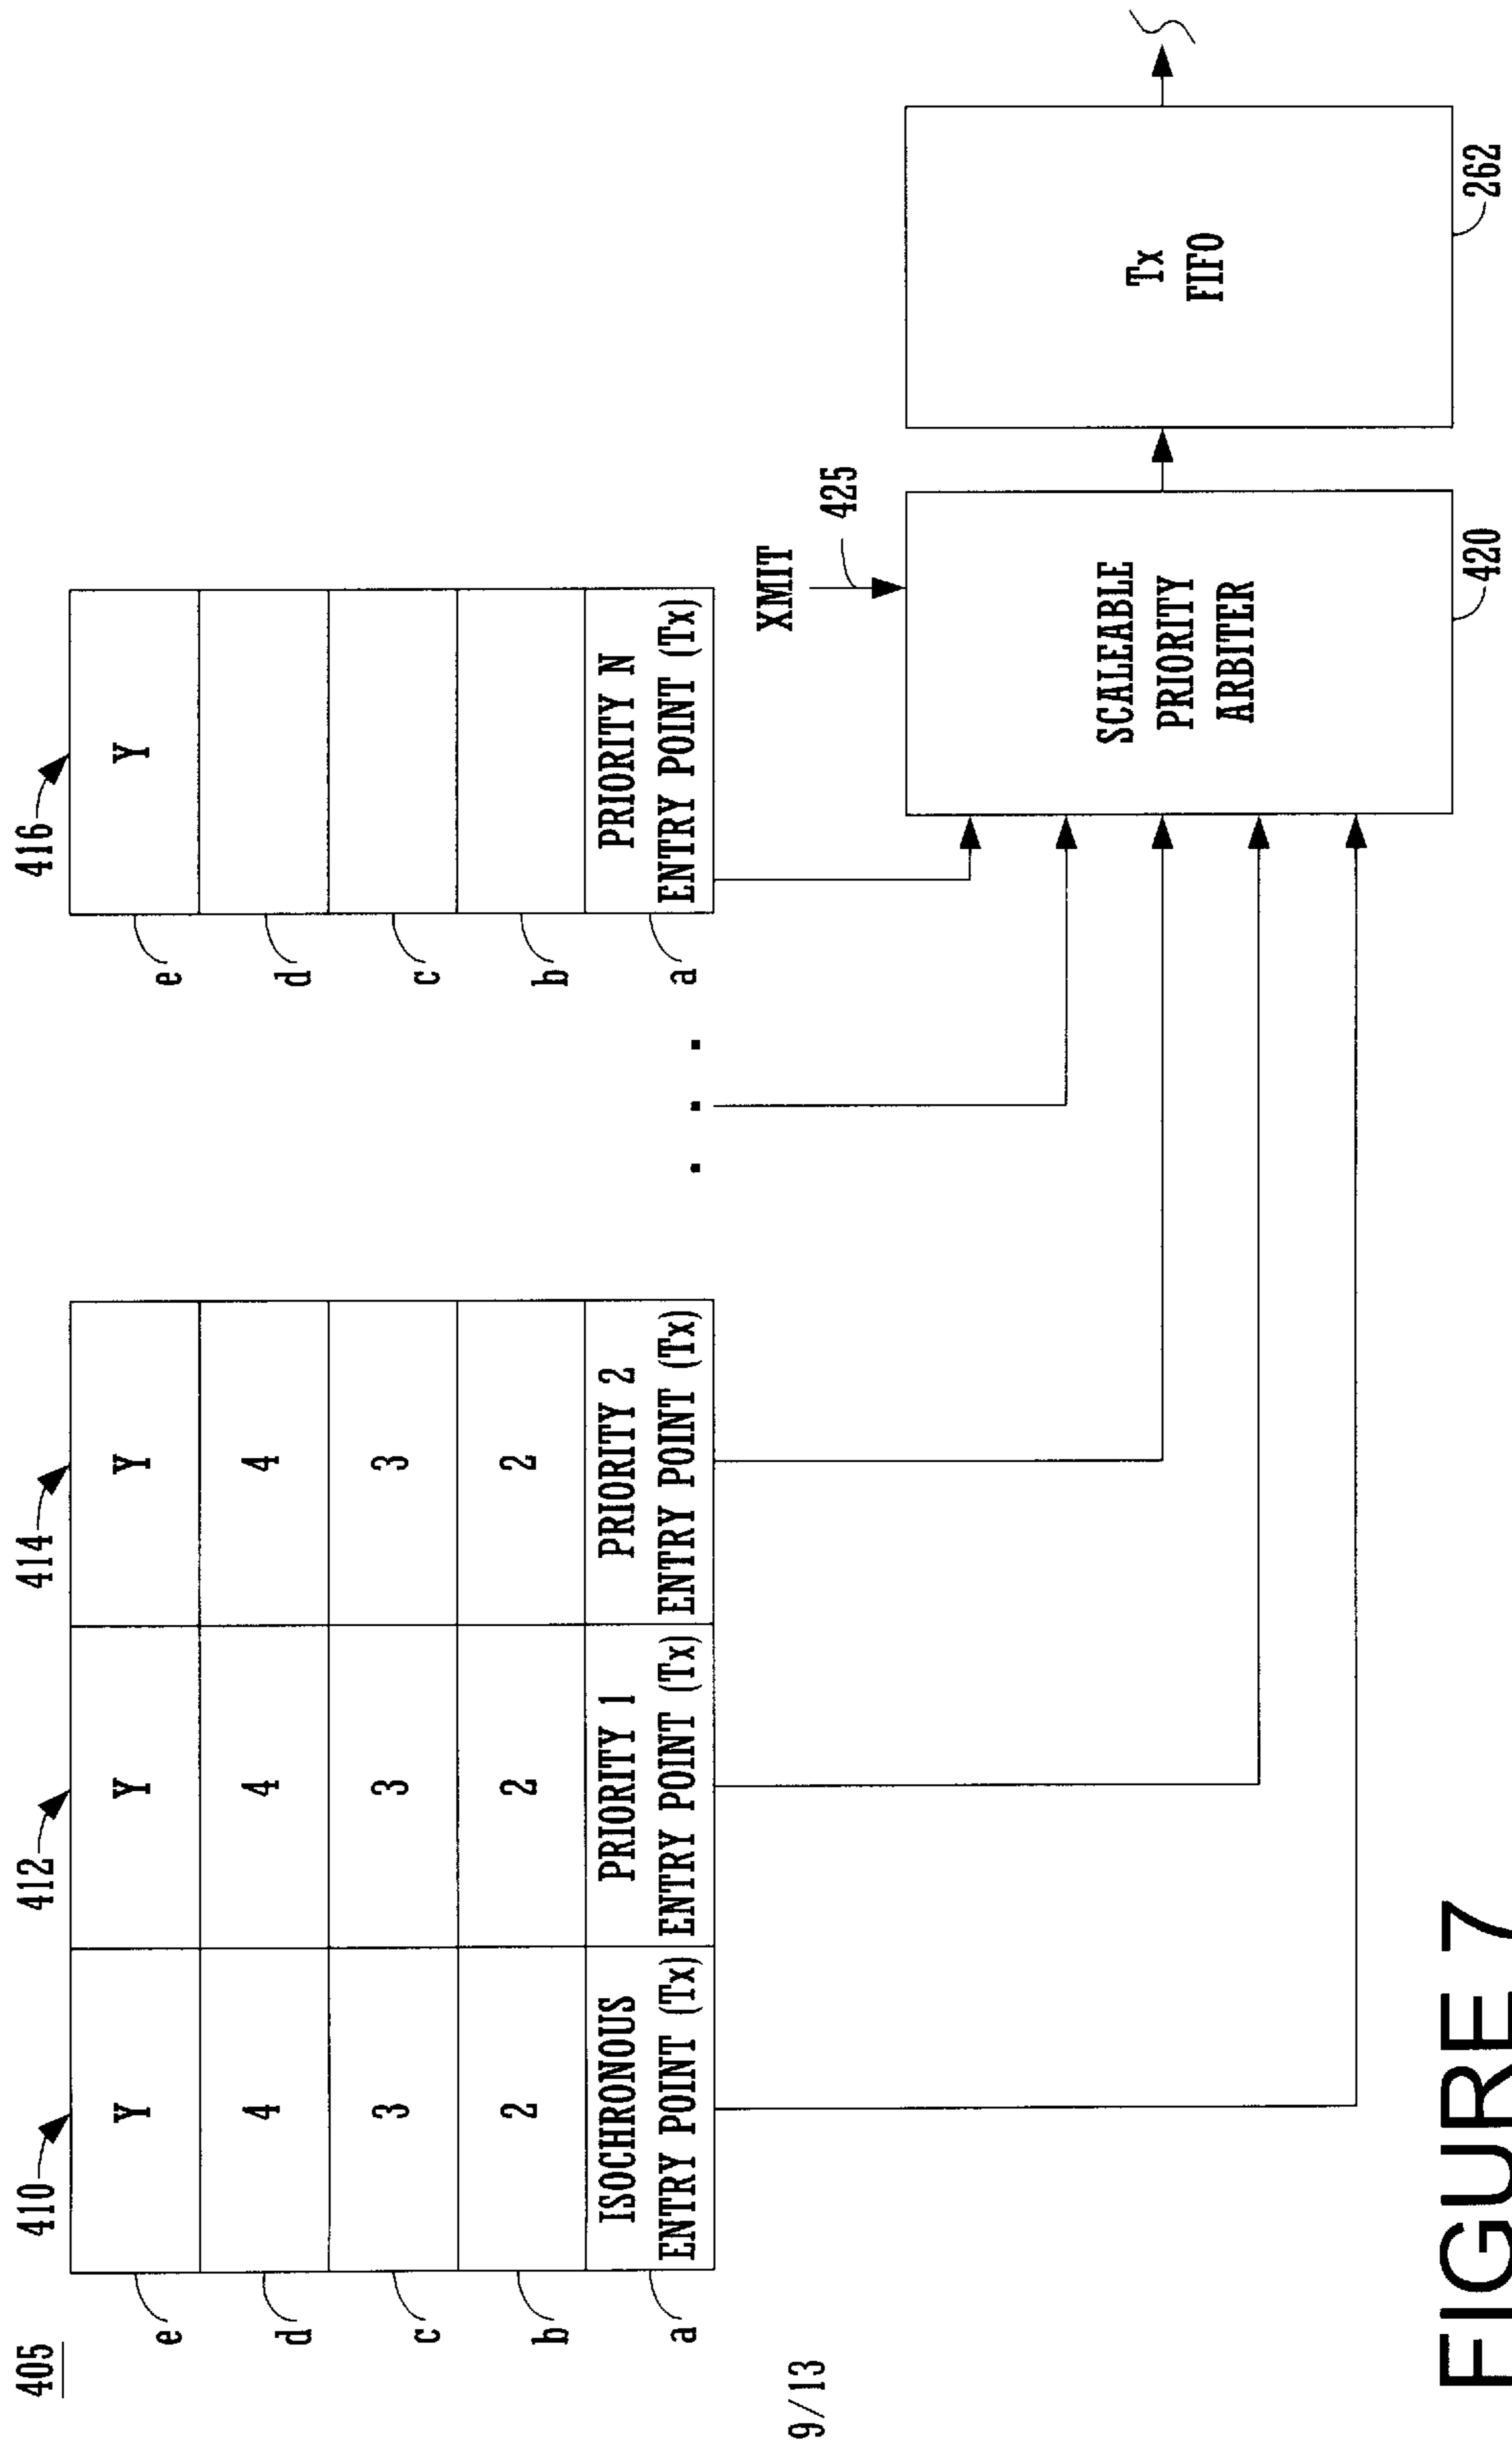 405
410
412
414
416
e
Y
Y
Y
e
Y
d
4
4
4
d
c
3
3
3
c
b
2
2
2
b
a
ISOCHRONOUS
ENTRY POINT (Tx)
PRIORITY 1
ENTRY POINT (Tx)
PRIORITY 2
ENTRY POINT (Tx)
. . .
a
PRIORITY N
ENTRY POINT (Tx)
9/13
XMIT
425
SCALEABLE
PRIORITY
ARBITER
420
Tx
FIFO
262
FIGURE 7